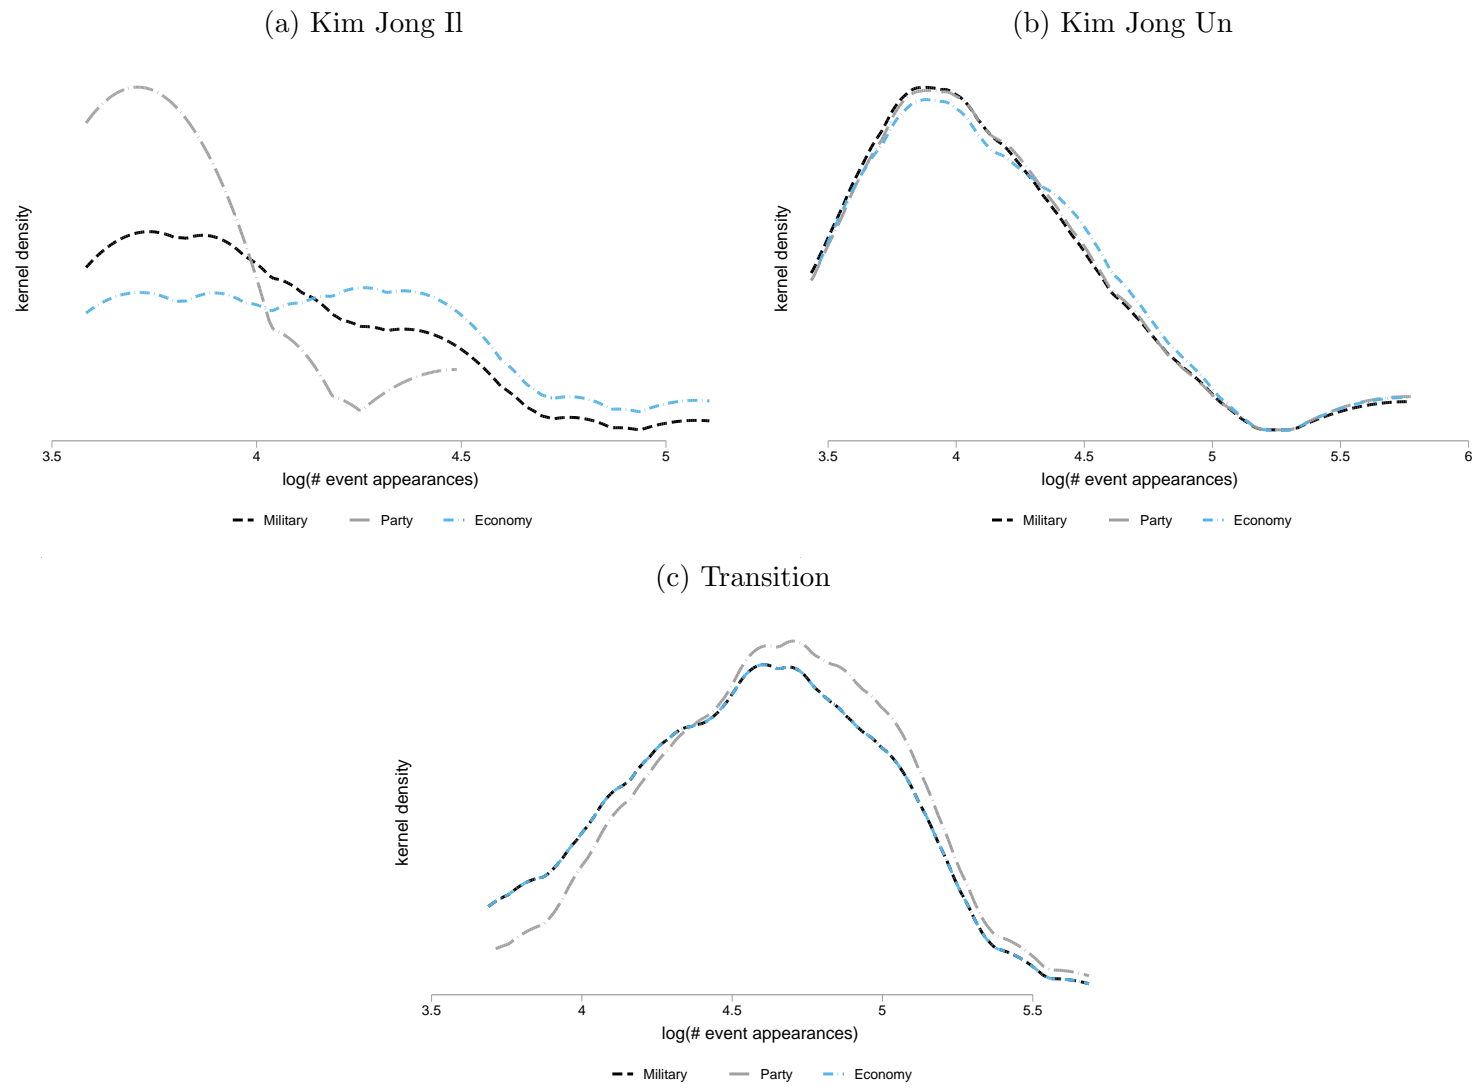 (a) Kim Jong Il
kernel density
3.5 4 4.5 5
log(# event appearances)
Military Party Economy
(b) Kim Jong Un
kernel density
3.5 4 4.5 5 5.5 6
log(# event appearances)
Military Party Economy
(c) Transition
kernel density
3.5 4 4.5 5 5.5
log(# event appearances)
Military Party Economy